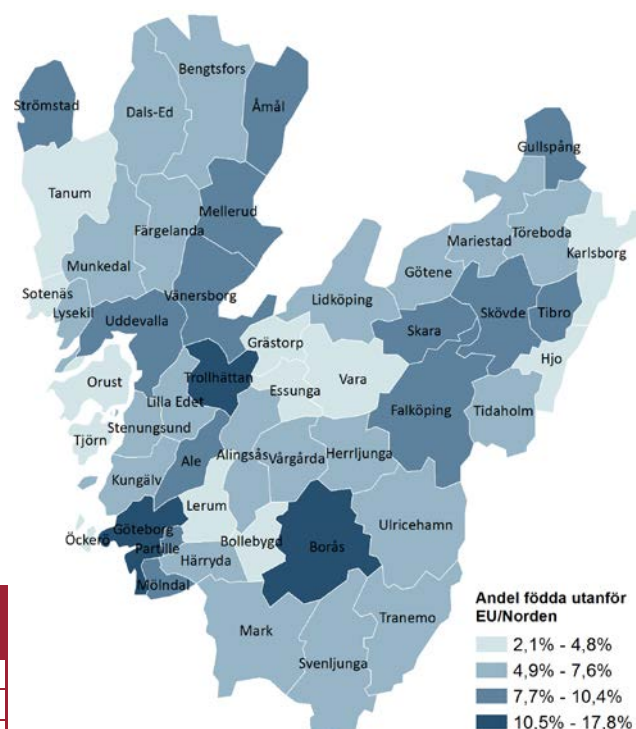 Bengtsfors
Strömstad
Dals-Ed
Åmål
Gullspång
Tanum
Mellerud
Färgelanda
Töreboda
Mariestad
Karlsborg
Munkedal
Götene
Sotenäs
Vänersborg
Lidköping
Lysekil
Skövde
Tibro
Uddevalla
Skara
Grästorp
Hjo
Orust
Trollhättan
Vara
Essunga
Lilla Edet
Falköping
Tidaholm
Tjörn
Stenungsund
Ale
Alingsås
Vårgårda
Herrljunga
Kungälv
Lerum
Ulricehamn
Göteborg
Öckerö
Bollebygd
Borås
Partille
Härryda
Mölndal
Tranemo
Mark
Svenljunga
Andel födda utanför
EU/Norden
2,1% - 4,8%
4,9% - 7,6%
7,7% - 10,4%
10,5% - 17,8%